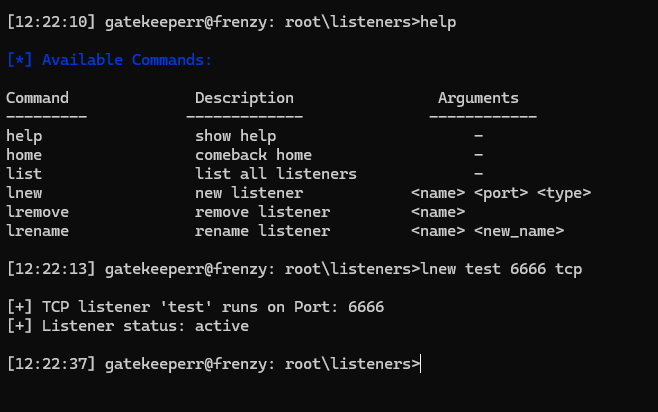 [12:22:10] gatekeeperr@frenzy: root\listeners>help
[*] Available Commands:
Command Description Arguments
--------- ------------- ------------
help show help -
home comeback home -
list list all listeners -
lnew new listener <name> <port> <type>
lremove remove listener <name>
lrename rename listener <name> <new_name>
[12:22:13] gatekeeperr@frenzy: root\listeners>lnew test 6666 tcp
[+] TCP listener 'test' runs on Port: 6666
[+] Listener status: active
[12:22:37] gatekeeperr@frenzy: root\listeners>